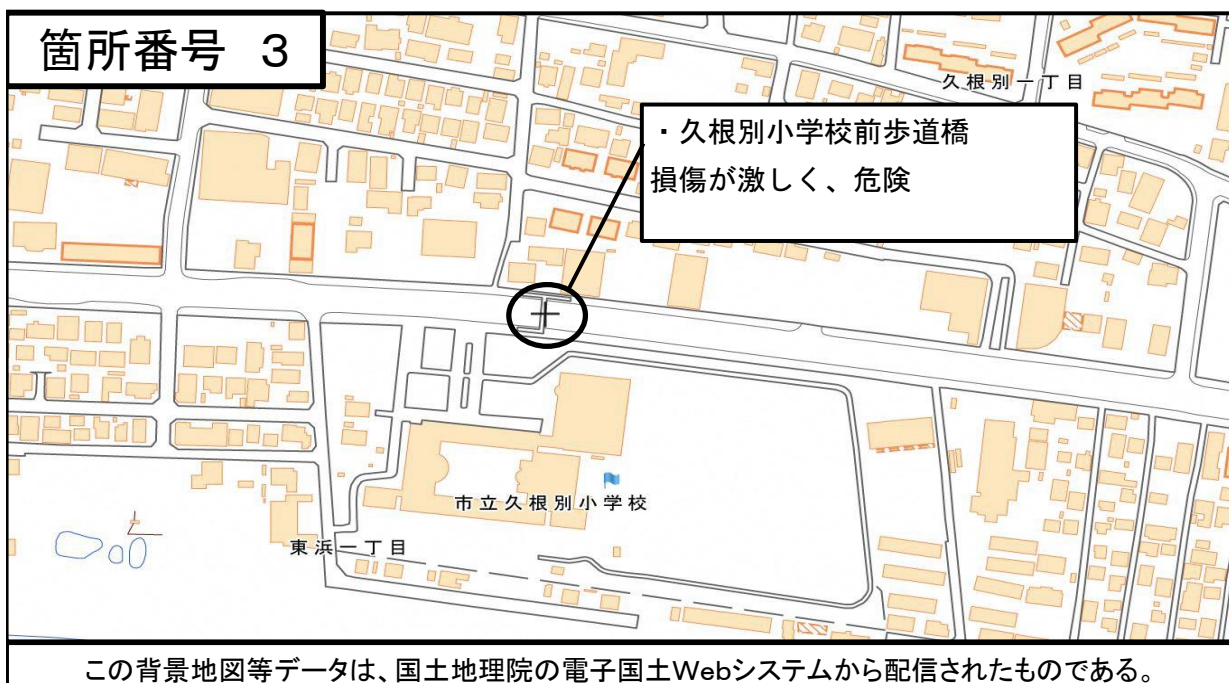 箇所番号 3
久根別一丁目
・久根別小学校前歩道橋
損傷が激しく、危険
市立久根別小学校
東浜一丁目
この背景地図等データは、国土地理院の電子国土Webシステムから配信されたものである。